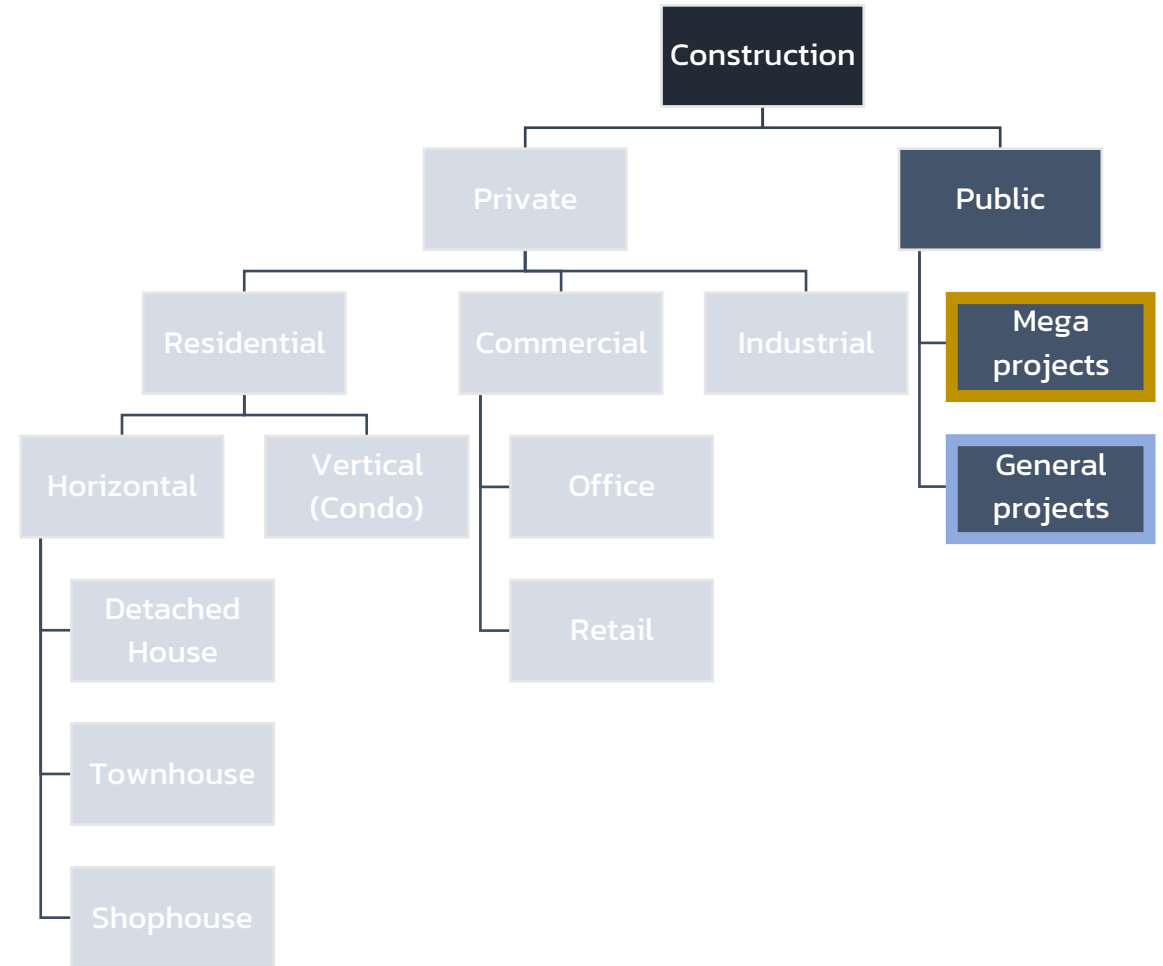 Construction
Private
Public
Residential
Commercial
Industrial
Mega
projects
Horizontal
Vertical
(Condo)
Office
General
projects
Detached
House
Retail
Townhouse
Shophouse